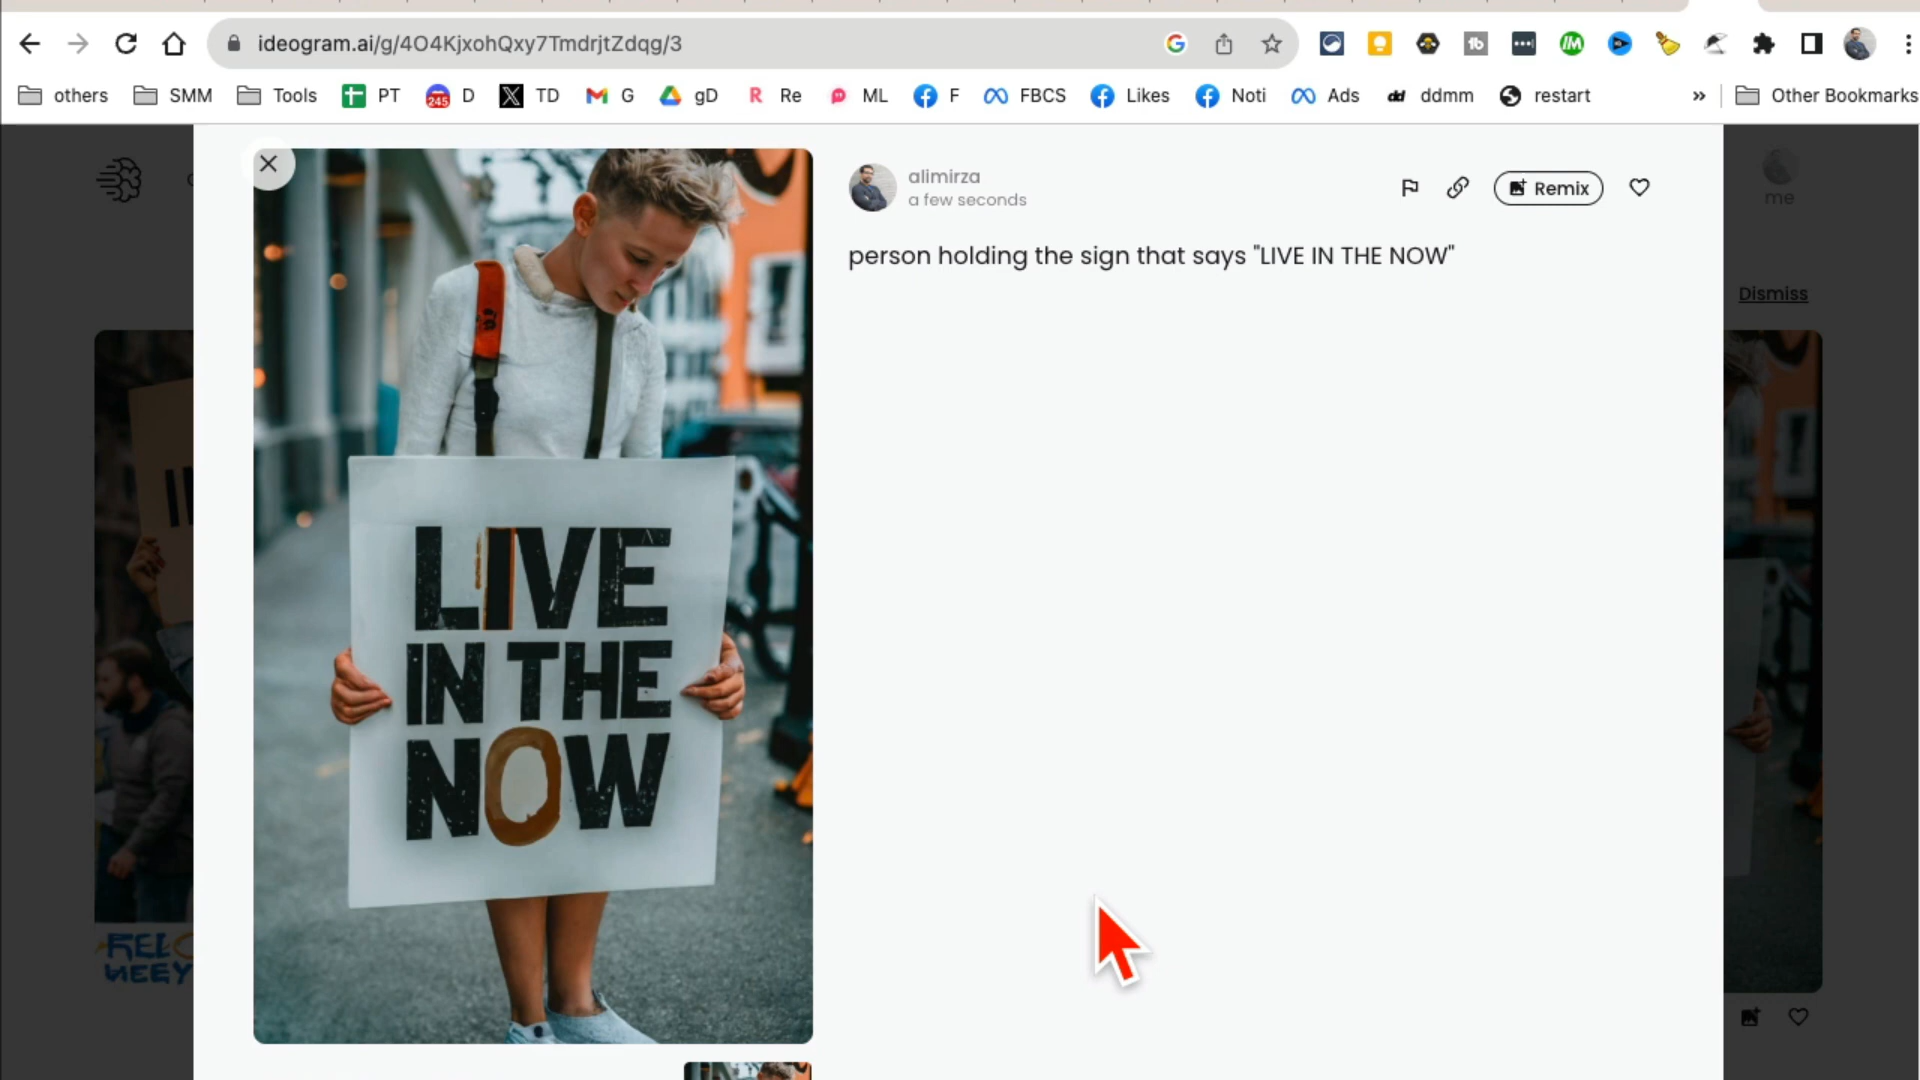 ideogram.ai/g/4O4KjxohQxy7TmdrjtZdqg/3
others SMM Tools PT 245 D TD G gD Re ML F FBCS Likes Noti Ads ddmm restart » Other Bookmarks
alimirza
a few seconds
Remix
me
person holding the sign that says "LIVE IN THE NOW"
Dismiss
LIVE
IN THE
NOW